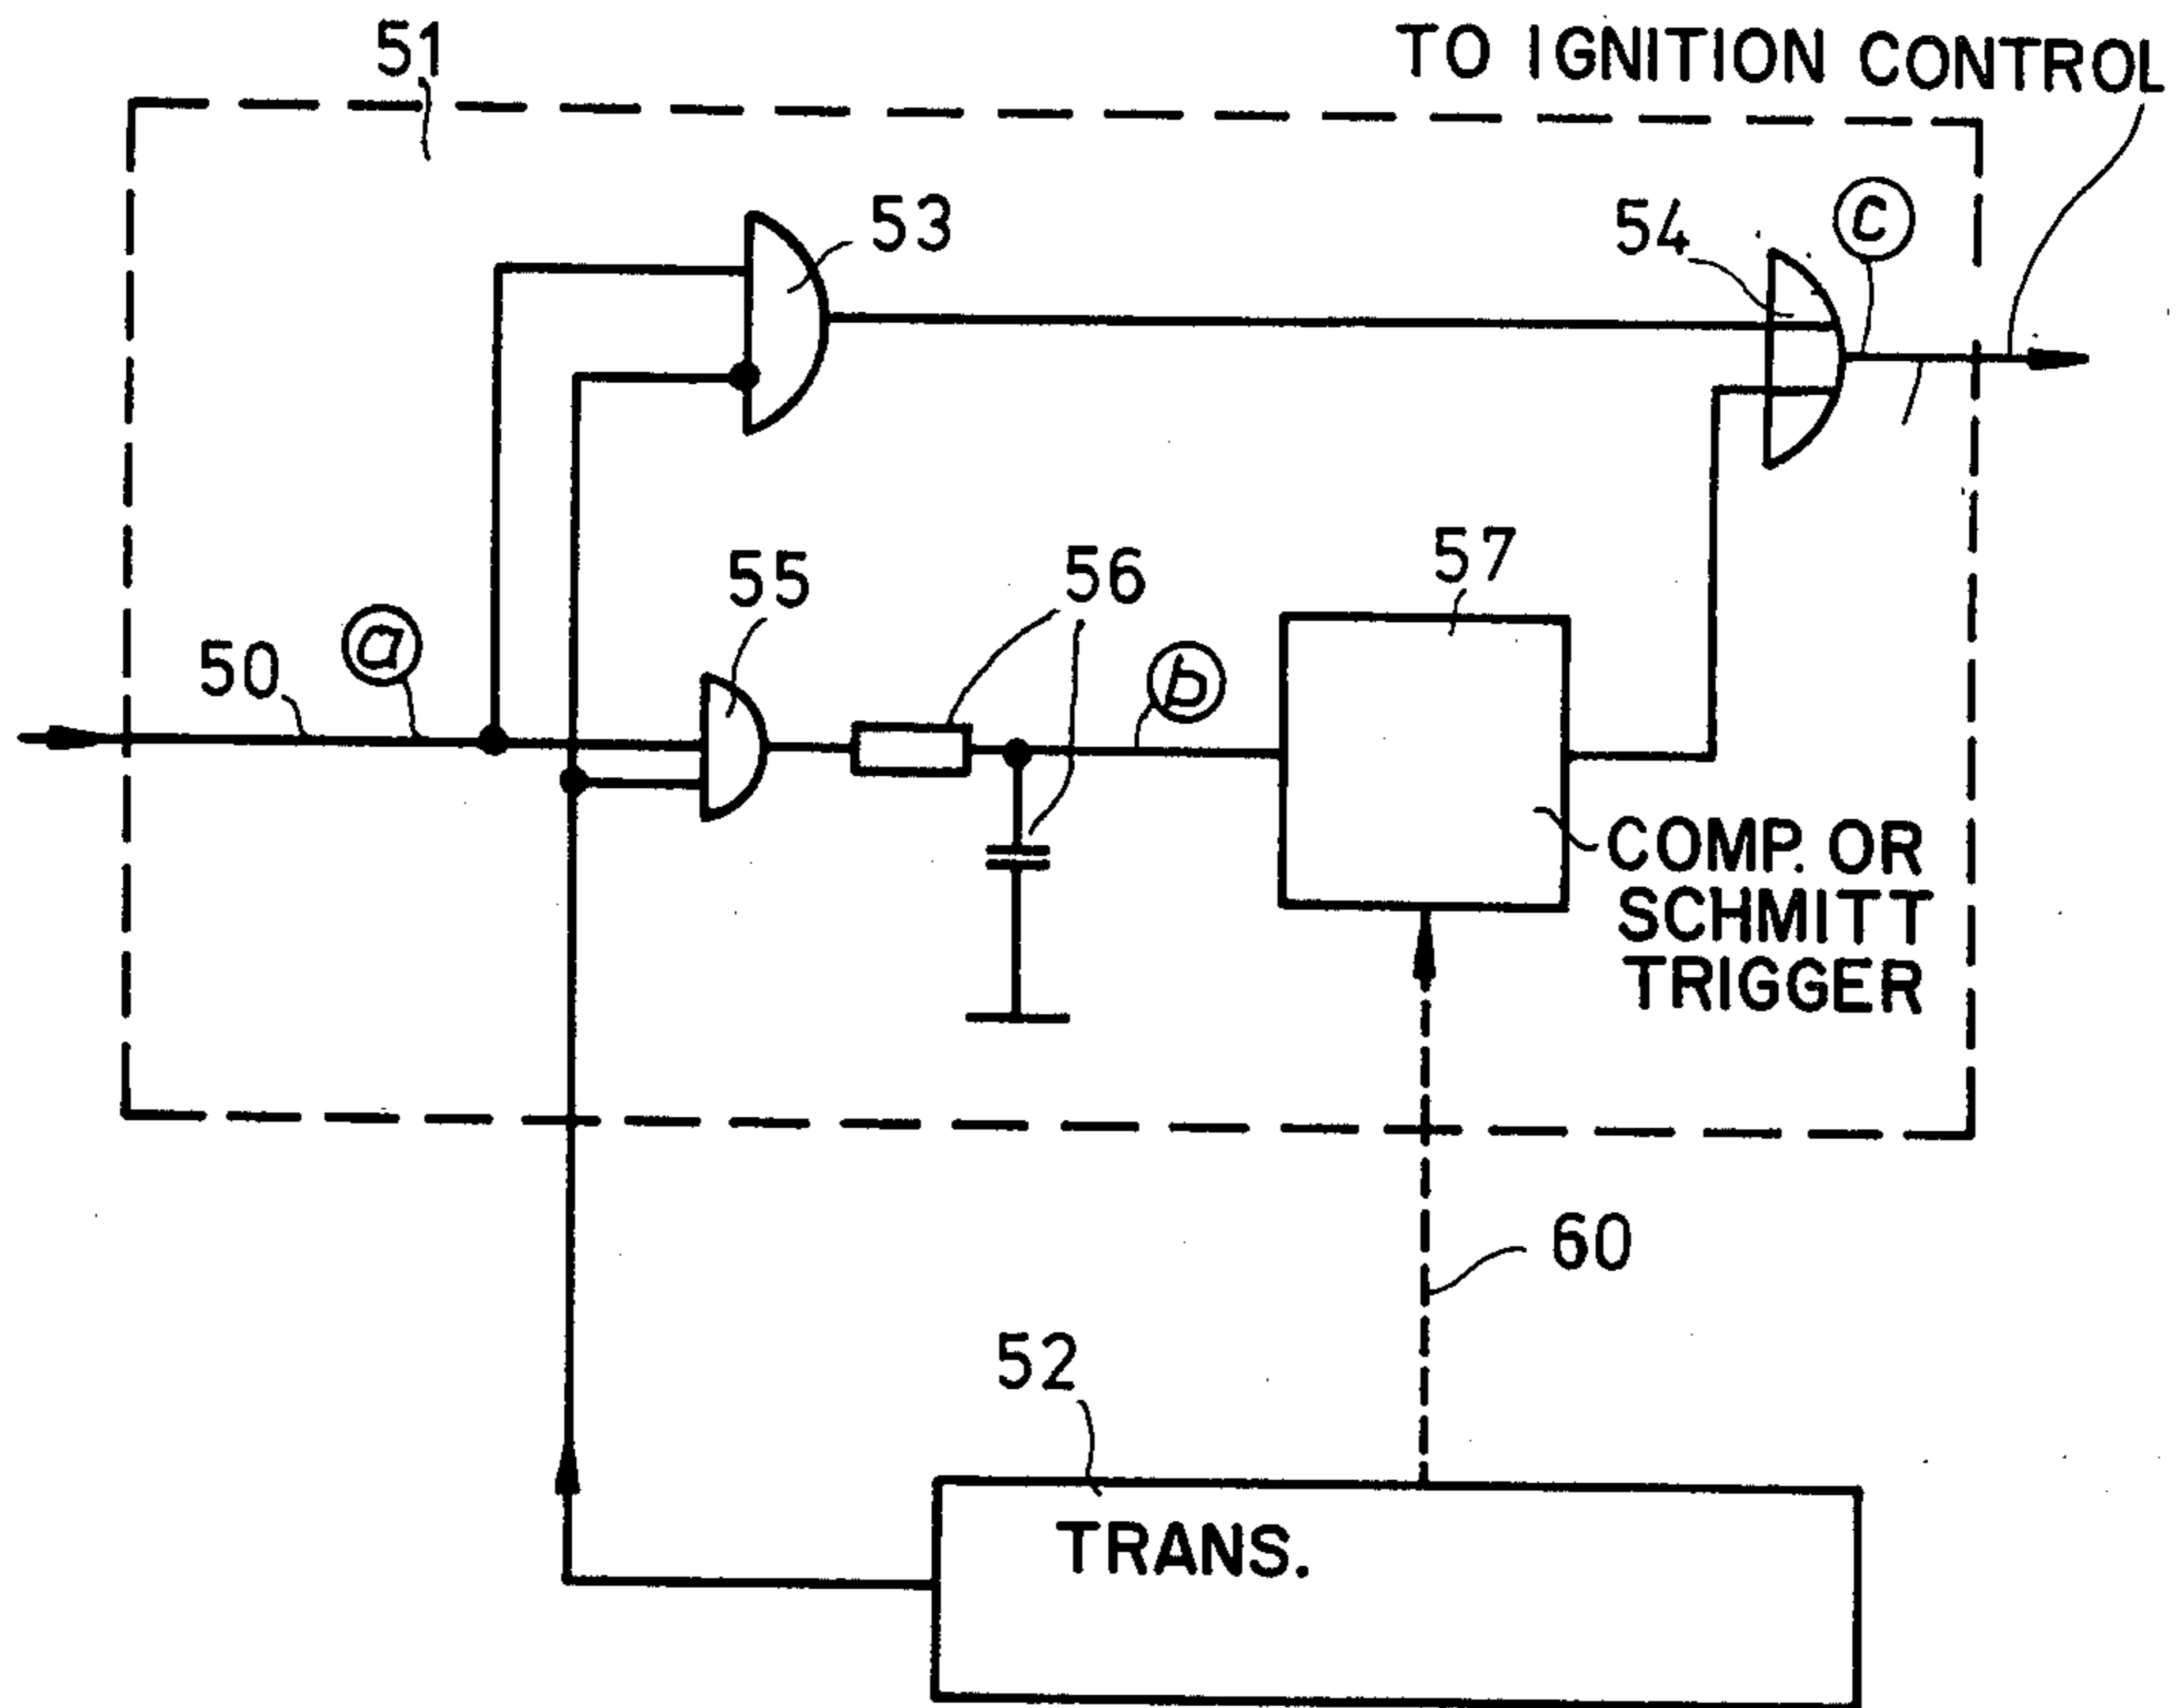 51
TO IGNITION CONTROL
53
54
c
55
56
57
50
a
b
COMP. OR
SCHMITT
TRIGGER
60
52
TRANS.